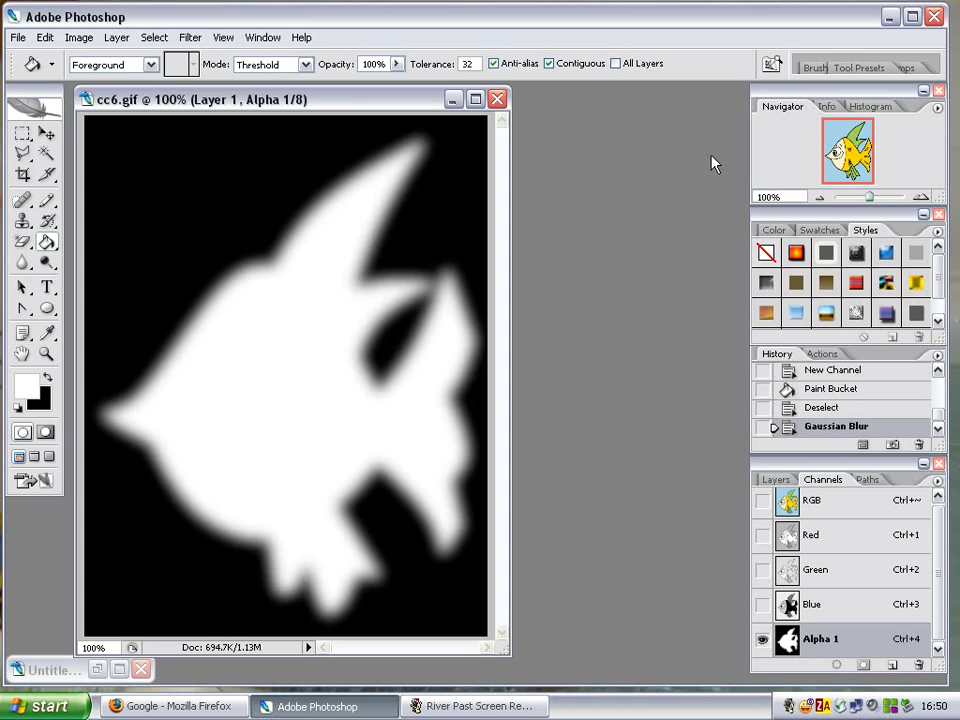 Adobe Photoshop
File Edit Image Layer Select Filter View Window Help
Foreground Mode: Threshold Opacity: 100% Tolerance: 32 Anti-alias Contiguous All Layers
Brush Tool Presets mps
cc6.gif @ 100% (Layer 1, Alpha 1/8)
Navigator Info Histogram
100%
Color Swatches Styles
History Actions
New Channel
Paint Bucket
Deselect
Gaussian Blur
Layers Channels Paths
RGB Ctrl+~
Red Ctrl+1
Green Ctrl+2
Blue Ctrl+3
Alpha 1 Ctrl+4
100% Doc: 694.7K/1.13M
Untitle...
start Google - Mozilla Firefox Adobe Photoshop River Past Screen Re... ZA 16:50